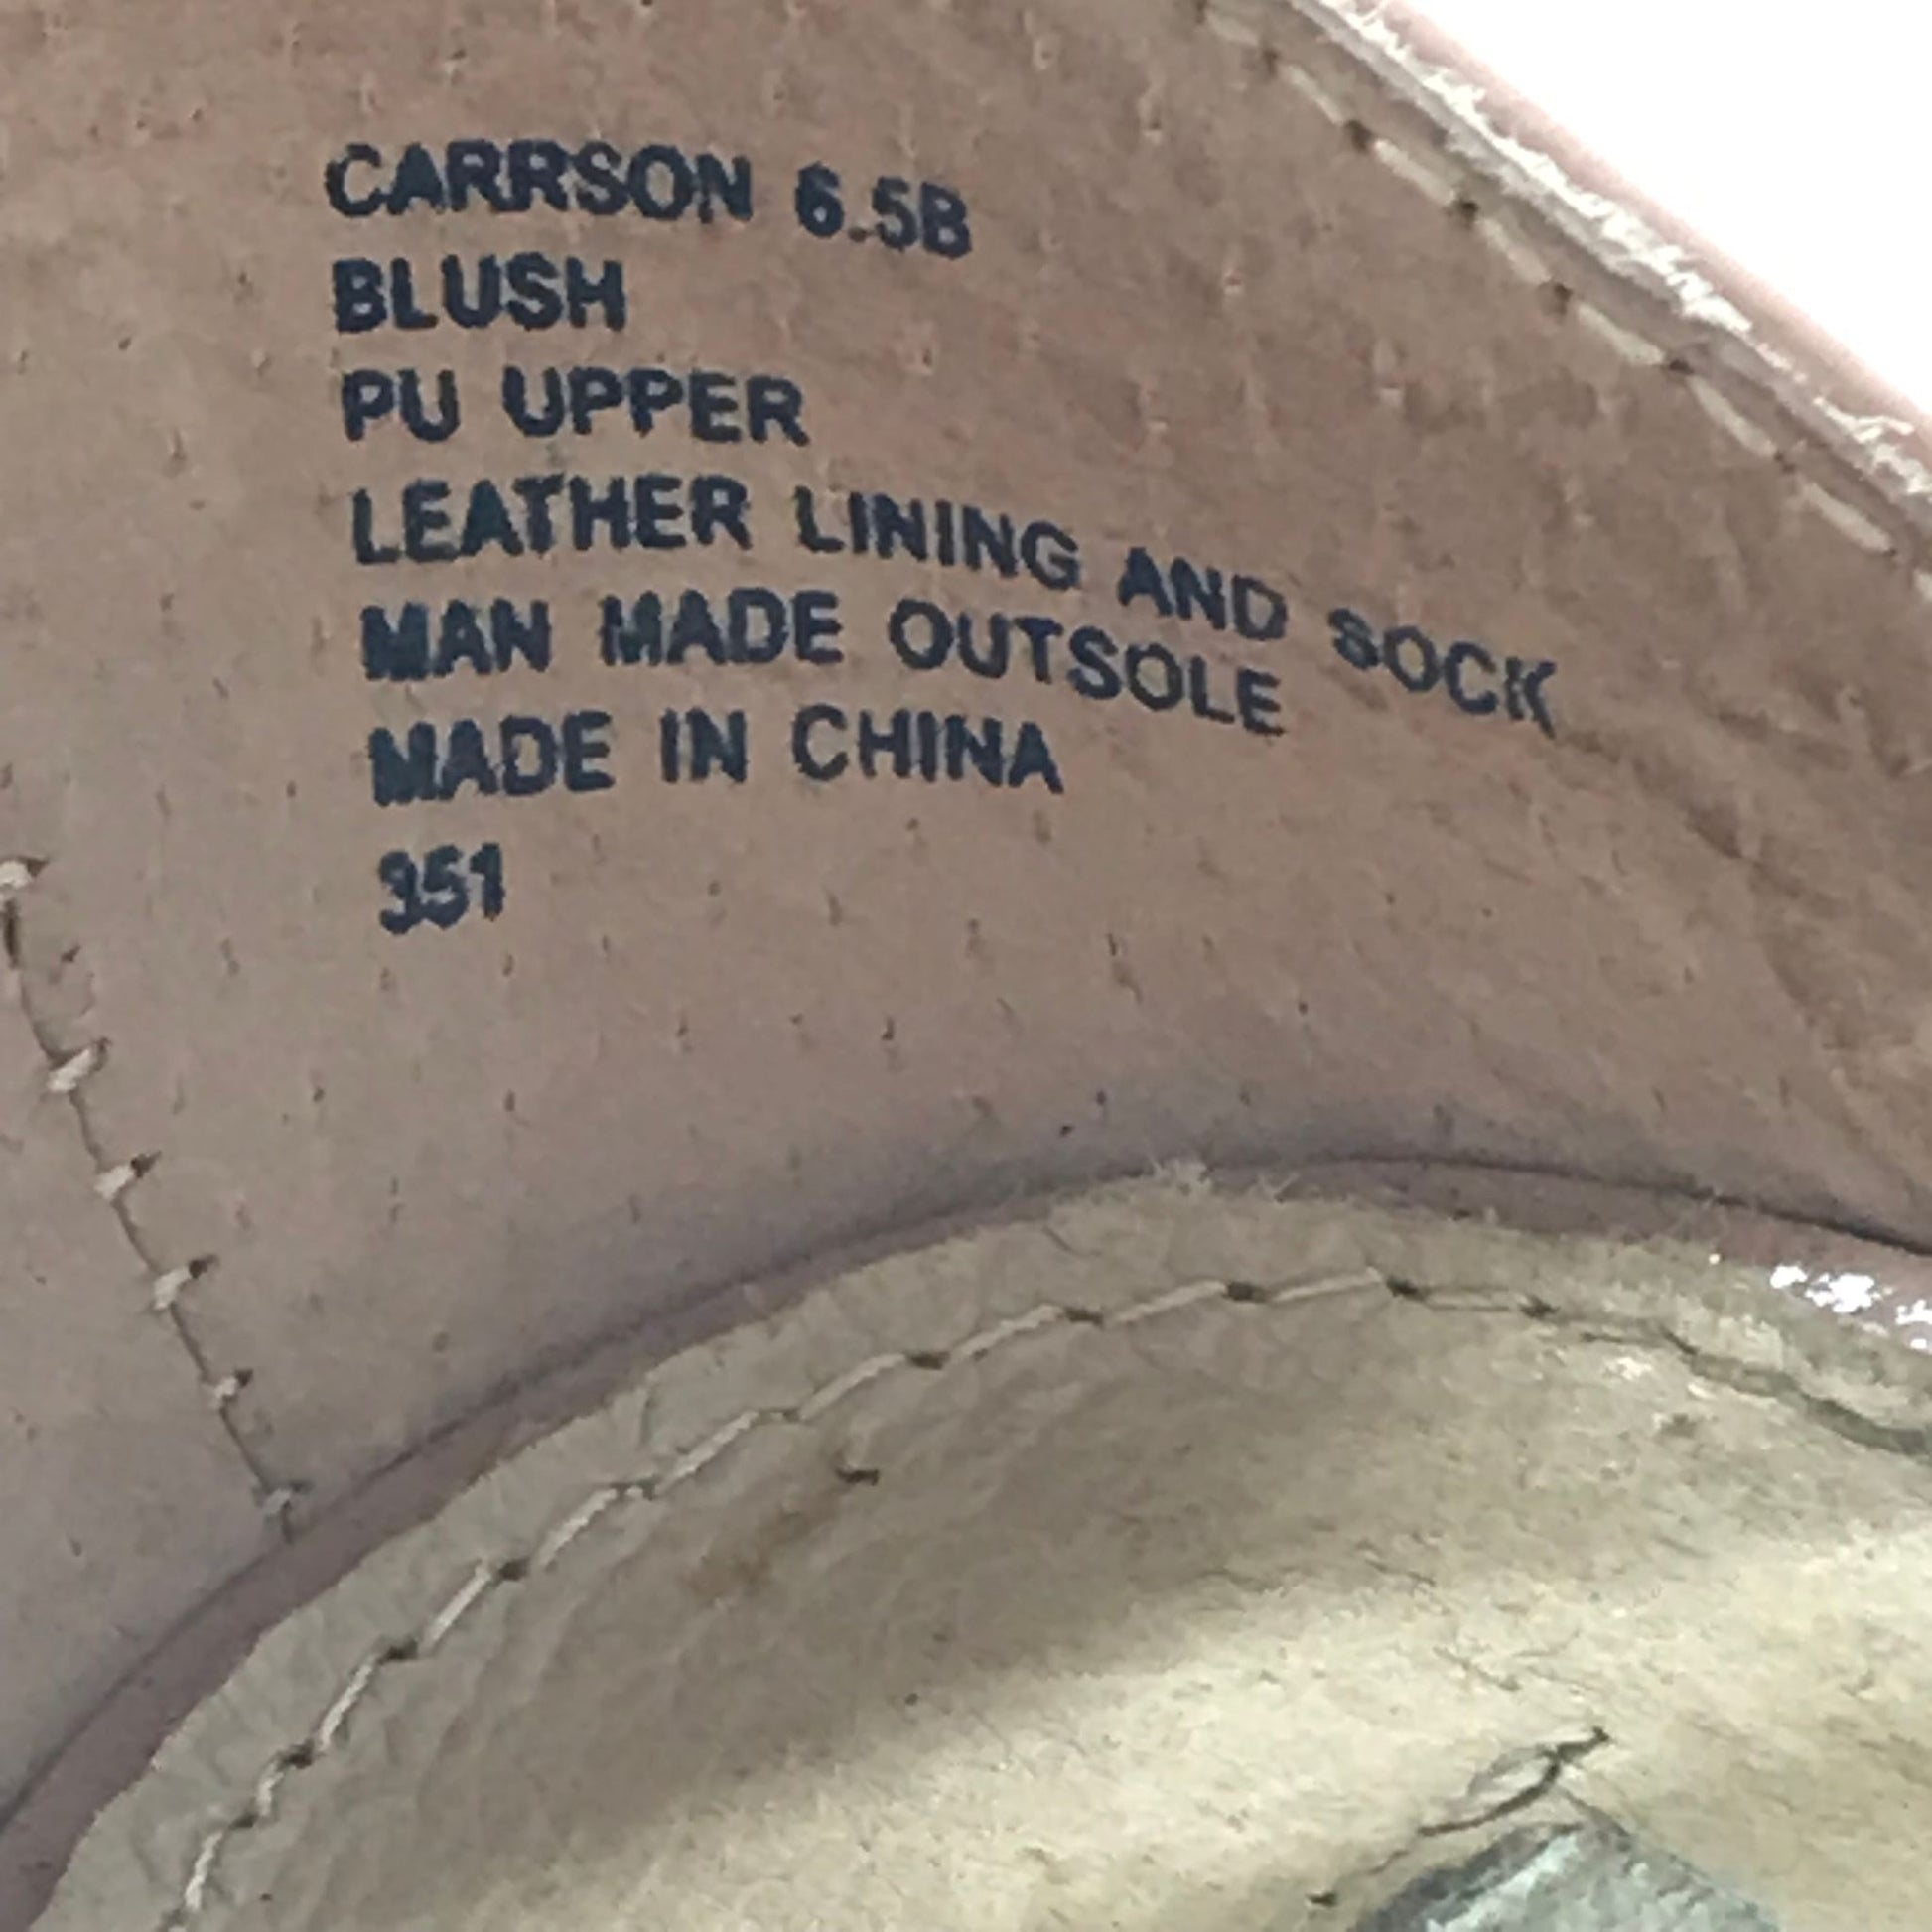 CARRSON 6.5B
BLUSH
PU UPPER
LEATHER LINING AND SOCK
MAN MADE OUTSOLE
MADE IN CHINA
351